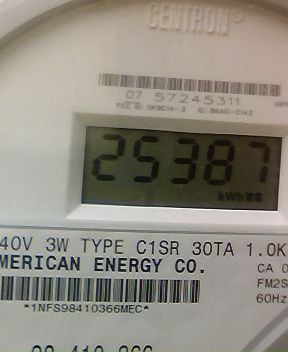 CENTRON®
07 57245311
25387
kWh
40V 3W TYPE C1SR 30TA 1.0K
MERICAN ENERGY CO.
CA 0
FM2S
60Hz
*1NFS98410366MEC*